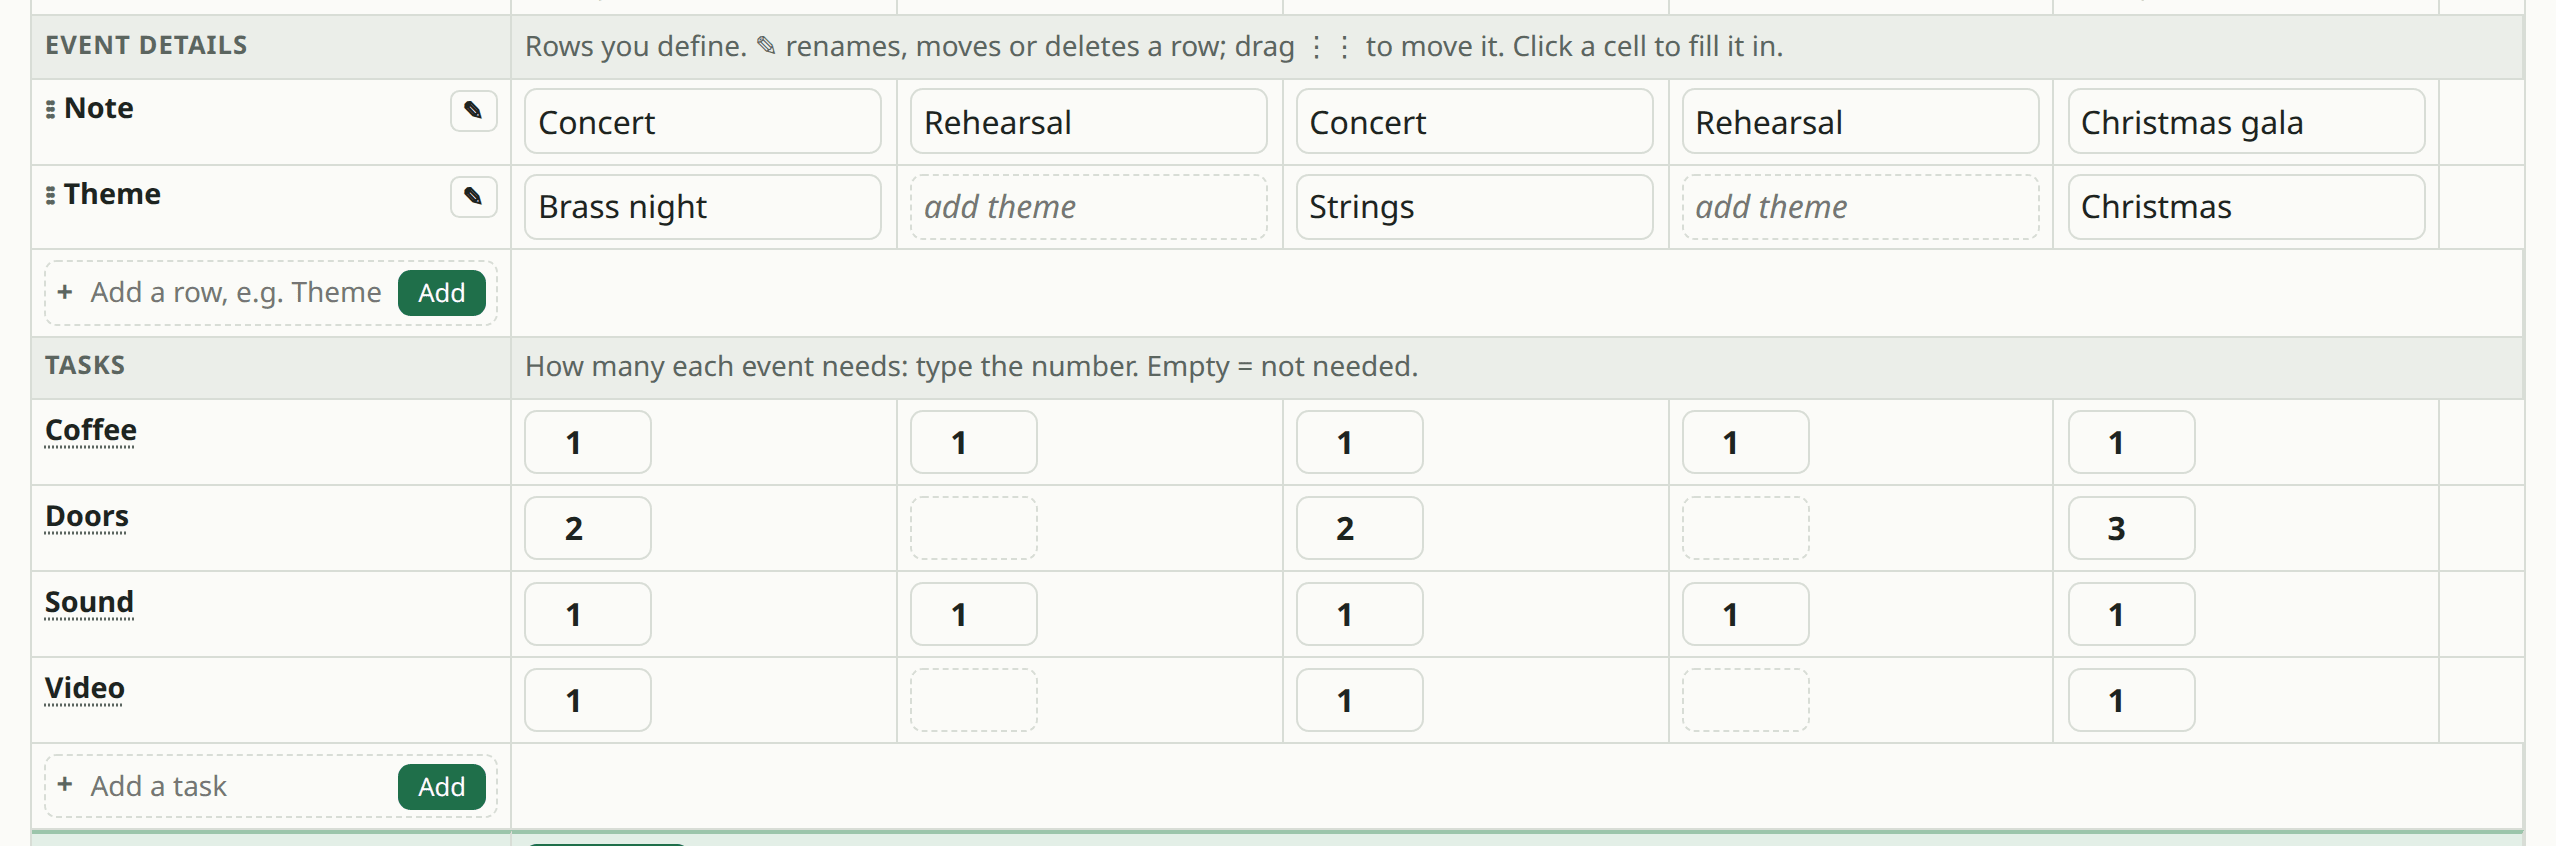 EVENT DETAILS Rows you define. ✎ renames, moves or deletes a row; drag ⋮⋮ to move it. Click a cell to fill it in.
Note ✎ Concert Rehearsal Concert Rehearsal Christmas gala
Theme ✎ Brass night add theme Strings add theme Christmas
+ Add a row, e.g. Theme Add
TASKS How many each event needs: type the number. Empty = not needed.
Coffee 1 1 1 1 1
Doors 2 2 3
Sound 1 1 1 1 1
Video 1 1 1
+ Add a task Add